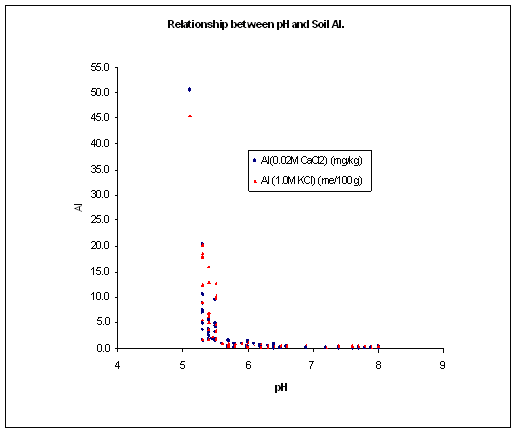 Relationship between pH and Soil Al.
55.0
50.0
45.0
40.0
35.0
30.0
25.0
20.0
15.0
10.0
5.0
0.0
Al
Al(0.02M CaCl2) (mg/kg)
Al (1.0M KCl) (me/100g)
4 5 6 7 8 9
pH